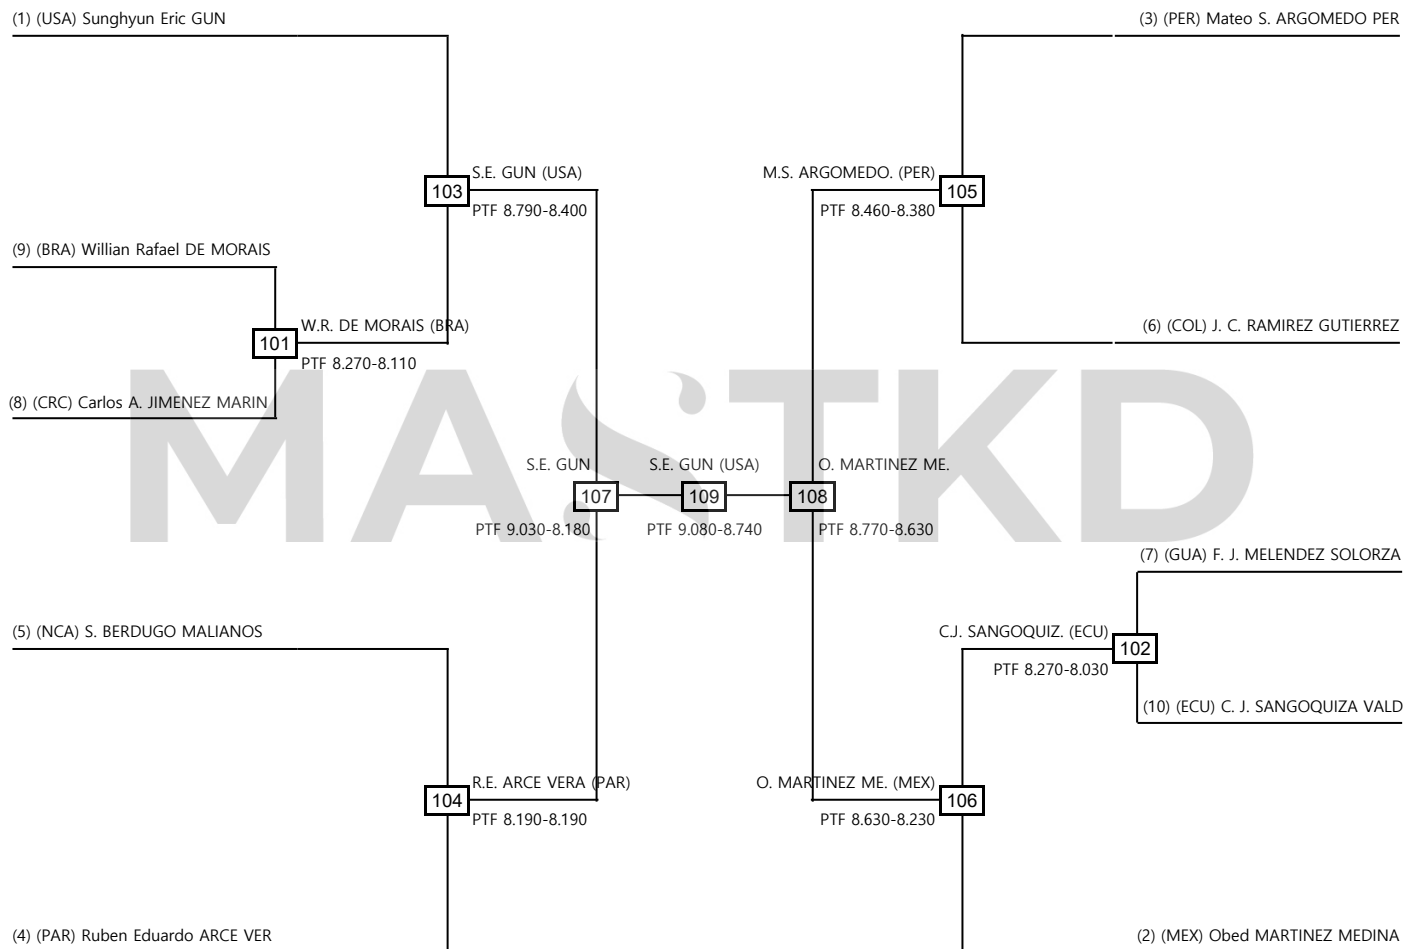 (1) (USA) Sunghyun Eric GUN
(3) (PER) Mateo S. ARGOMEDO PER
S.E. GUN (USA)
M.S. ARGOMEDO. (PER)
103
105
PTF 8.790-8.400
PTF 8.460-8.380
(9) (BRA) Willian Rafael DE MORAIS
W.R. DE MORAIS (BRA)
(6) (COL) J. C. RAMIREZ GUTIERREZ
101
PTF 8.270-8.110
(8) (CRC) Carlos A. JIMENEZ MARIN
MASTKD
S.E. GUN
S.E. GUN (USA)
O. MARTINEZ ME.
107
109
108
PTF 9.030-8.180
PTF 9.080-8.740
PTF 8.770-8.630
(7) (GUA) F. J. MELENDEZ SOLORZA
(5) (NCA) S. BERDUGO MALIANOS
C.J. SANGOQUIZ. (ECU)
102
PTF 8.270-8.030
(10) (ECU) C. J. SANGOQUIZA VALD
R.E. ARCE VERA (PAR)
O. MARTINEZ ME. (MEX)
104
106
PTF 8.190-8.190
PTF 8.630-8.230
(4) (PAR) Ruben Eduardo ARCE VER
(2) (MEX) Obed MARTINEZ MEDINA